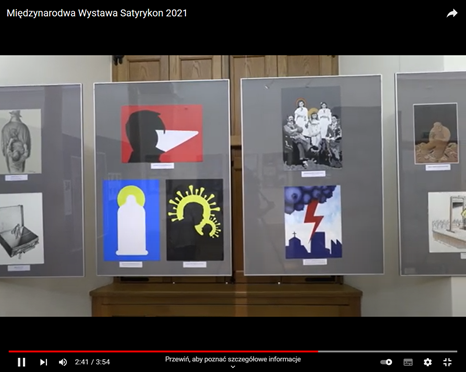 Międzynarodowa Wystawa Satyrykon 2021
2:41 / 3:54
Przewiń, aby poznać szczegółowe informacje